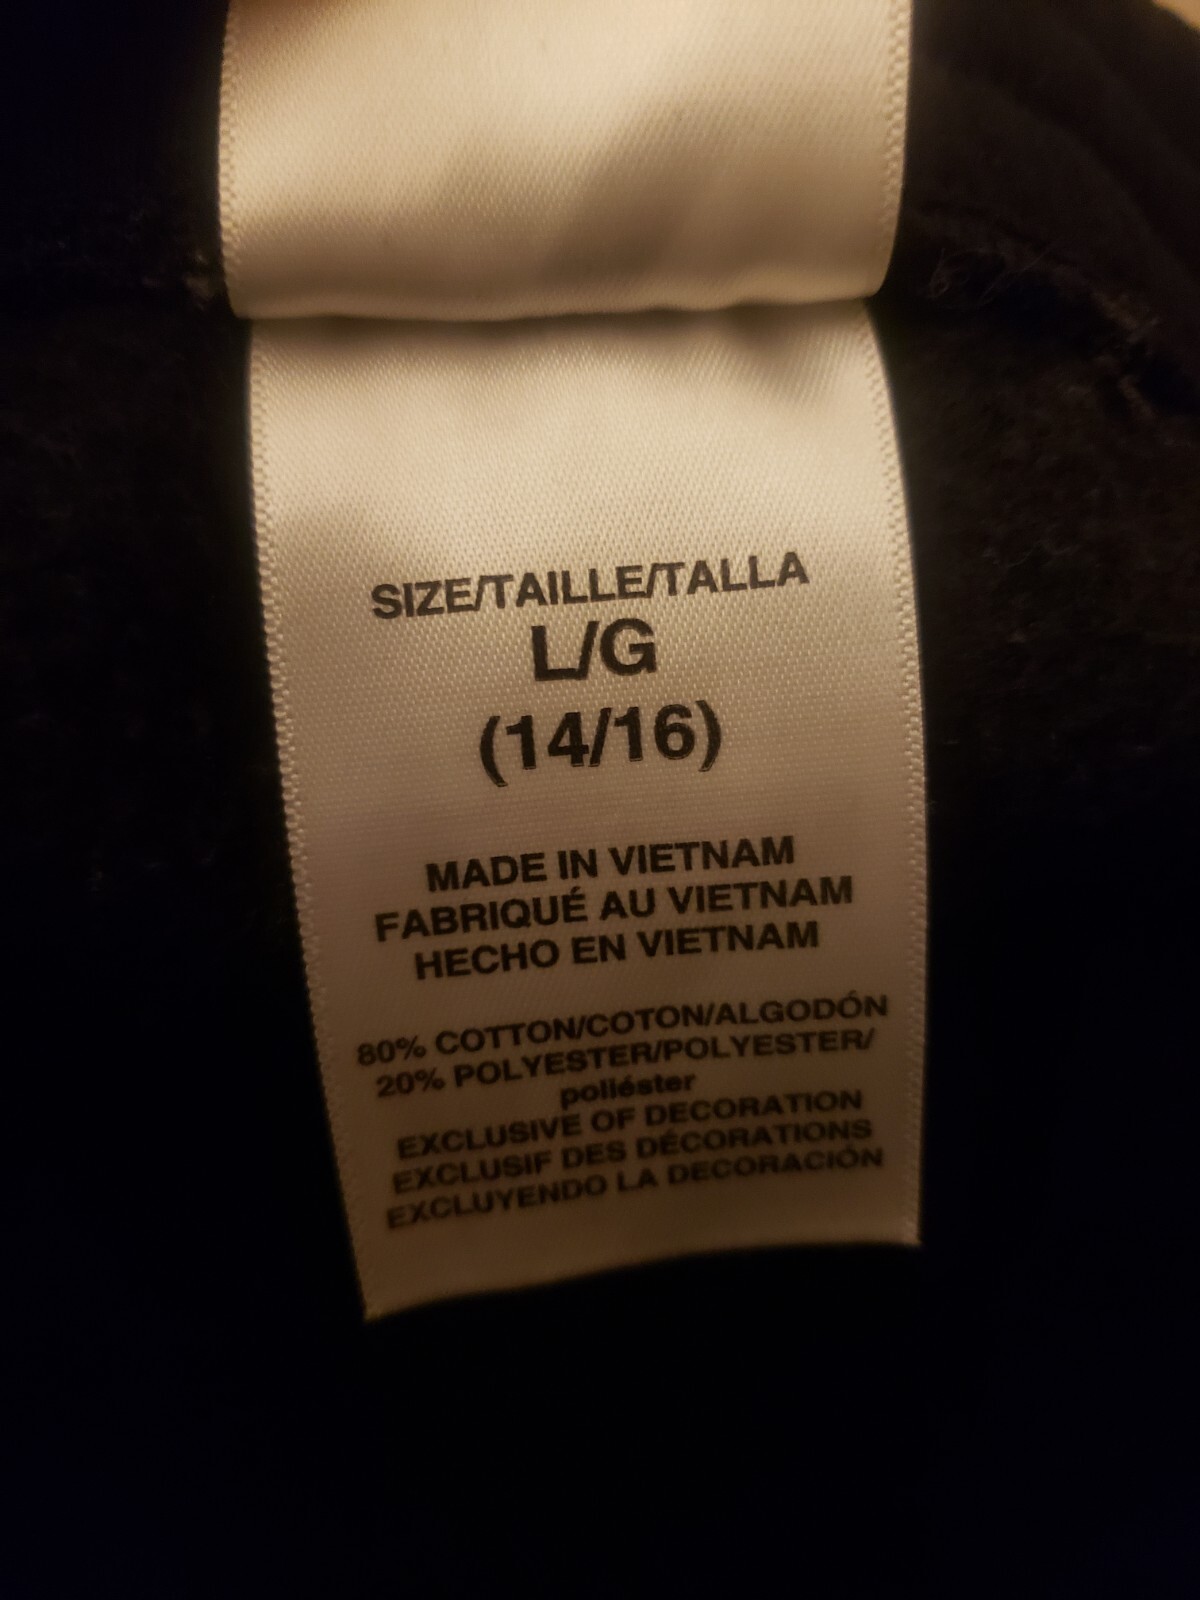 SIZE/TAILLE/TALLA
L/G
(14/16)
MADE IN VIETNAM
FABRIQUÉ AU VIETNAM
HECHO EN VIETNAM
80% COTTON/COTON/ALGODÓN
20% POLYESTER/POLYESTER/
poliéster
EXCLUSIVE OF DECORATION
EXCLUSIF DES DÉCORATIONS
EXCLUYENDO LA DECORACIÓN